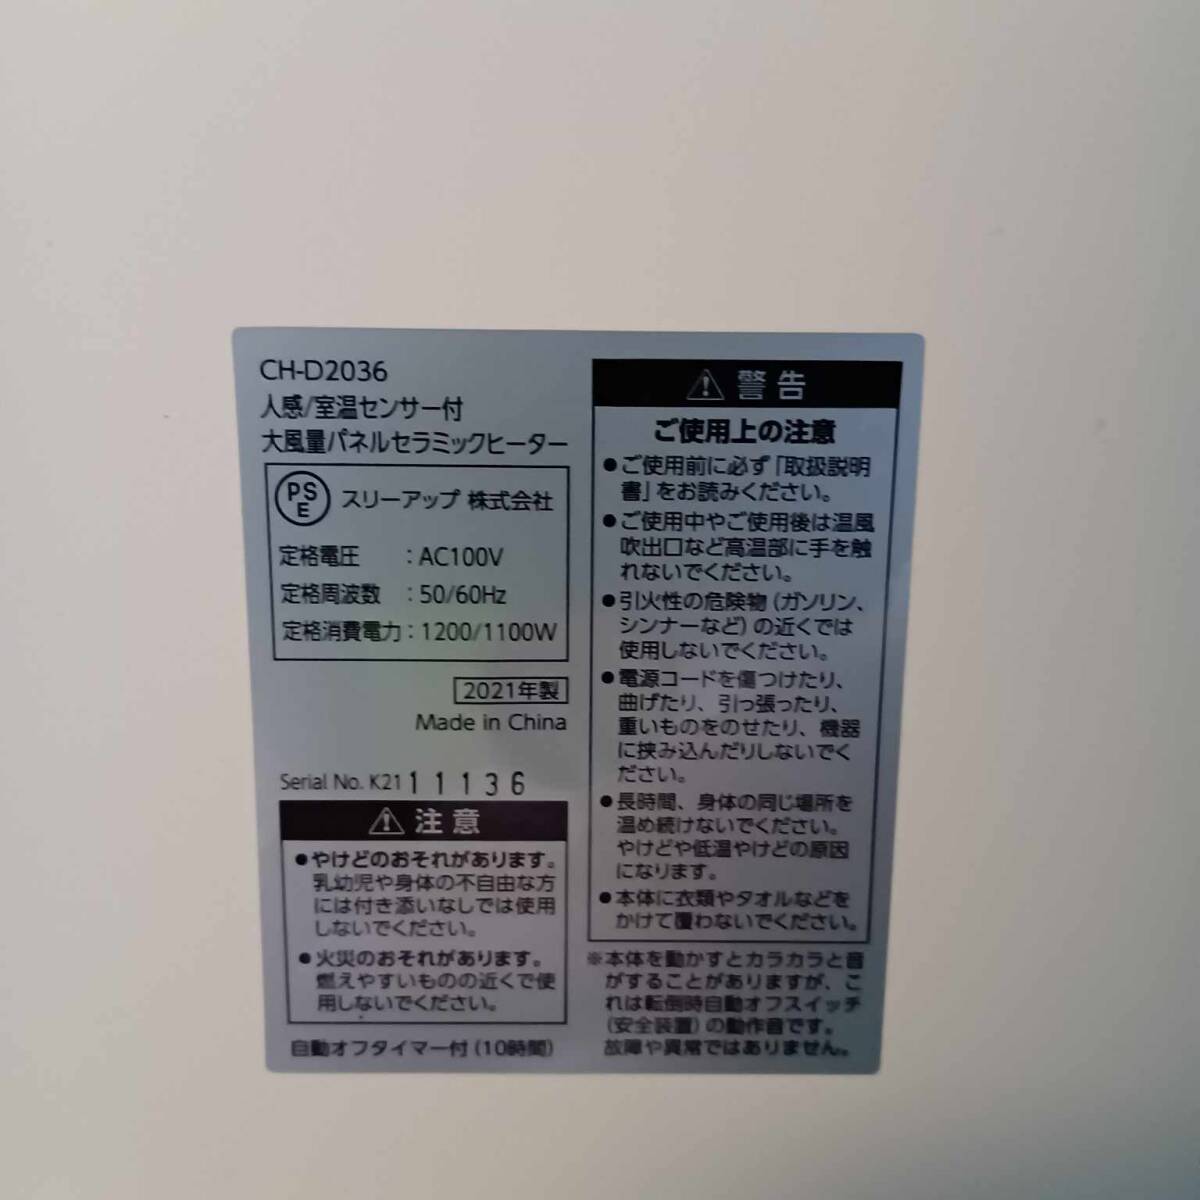 CH-D2036
人感/室温センサー付
大風量パネルセラミックヒーター
PSE スリーアップ 株式会社
定格電圧 :AC100V
定格周波数 :50/60Hz
定格消費電力:1200/1100W
2021年製
Made in China
Serial No. K21 11136
⚠ 注意
●やけどのおそれがあります。
乳幼児や身体の不自由な方
には付き添いなしでは使用
しないでください。
●火災のおそれがあります。
燃えやすいものの近くで使
用しないでください。
自動オフタイマー付(10時間)
⚠ 警告
ご使用上の注意
●ご使用前に必ず「取扱説明
書」をお読みください。
●ご使用中やご使用後は温風
吹出口など高温部に手を触
れないでください。
●引火性の危険物(ガソリン、
シンナーなど)の近くでは
使用しないでください。
●電源コードを傷つけたり、
曲げたり、引っ張ったり、
重いものをのせたり、機器
に挟み込んだりしないでく
ださい。
●長時間、身体の同じ場所を
温め続けないでください。
やけどや低温やけどの原因
になります。
●本体に衣類やタオルなどを
かけて覆わないでください。
※本体を動かすとカラカラと音
がすることがありますが、こ
れは転倒時自動オフスイッチ
(安全装置)の動作音です。
故障や異常ではありません。